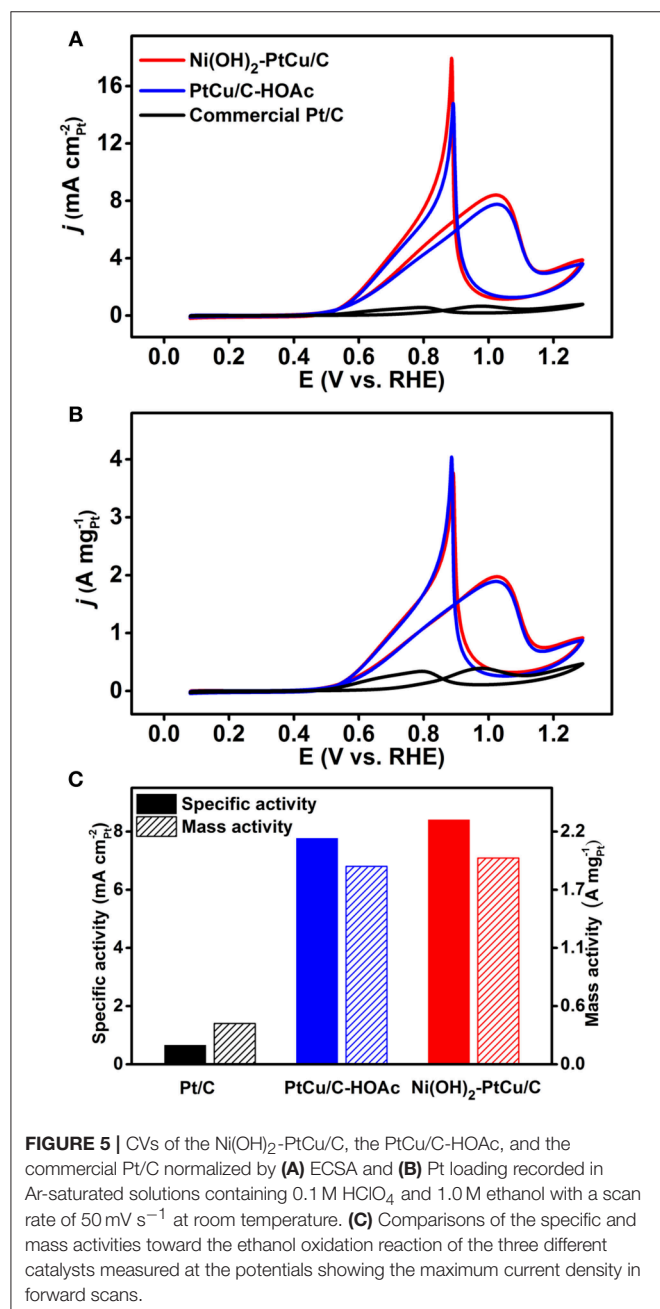 A
Ni(OH)₂-PtCu/C
PtCu/C-HOAc
Commercial Pt/C
j (mA cm⁻²Pt)
16
12
8
4
0
0.0 0.2 0.4 0.6 0.8 1.0 1.2
E (V vs. RHE)
B
j (A mg⁻¹Pt)
4
3
2
1
0
0.0 0.2 0.4 0.6 0.8 1.0 1.2
E (V vs. RHE)
C
Specific activity
Mass activity
Specific activity (mA cm⁻²Pt)
8
6
4
2
0
2.2
1.7
1.1
0.6
0.0
Mass activity (A mg⁻¹Pt)
Pt/C PtCu/C-HOAc Ni(OH)₂-PtCu/C
FIGURE 5 | CVs of the Ni(OH)₂-PtCu/C, the PtCu/C-HOAc, and the
commercial Pt/C normalized by (A) ECSA and (B) Pt loading recorded in
Ar-saturated solutions containing 0.1 M HClO₄ and 1.0 M ethanol with a scan
rate of 50 mV s⁻¹ at room temperature. (C) Comparisons of the specific and
mass activities toward the ethanol oxidation reaction of the three different
catalysts measured at the potentials showing the maximum current density in
forward scans.